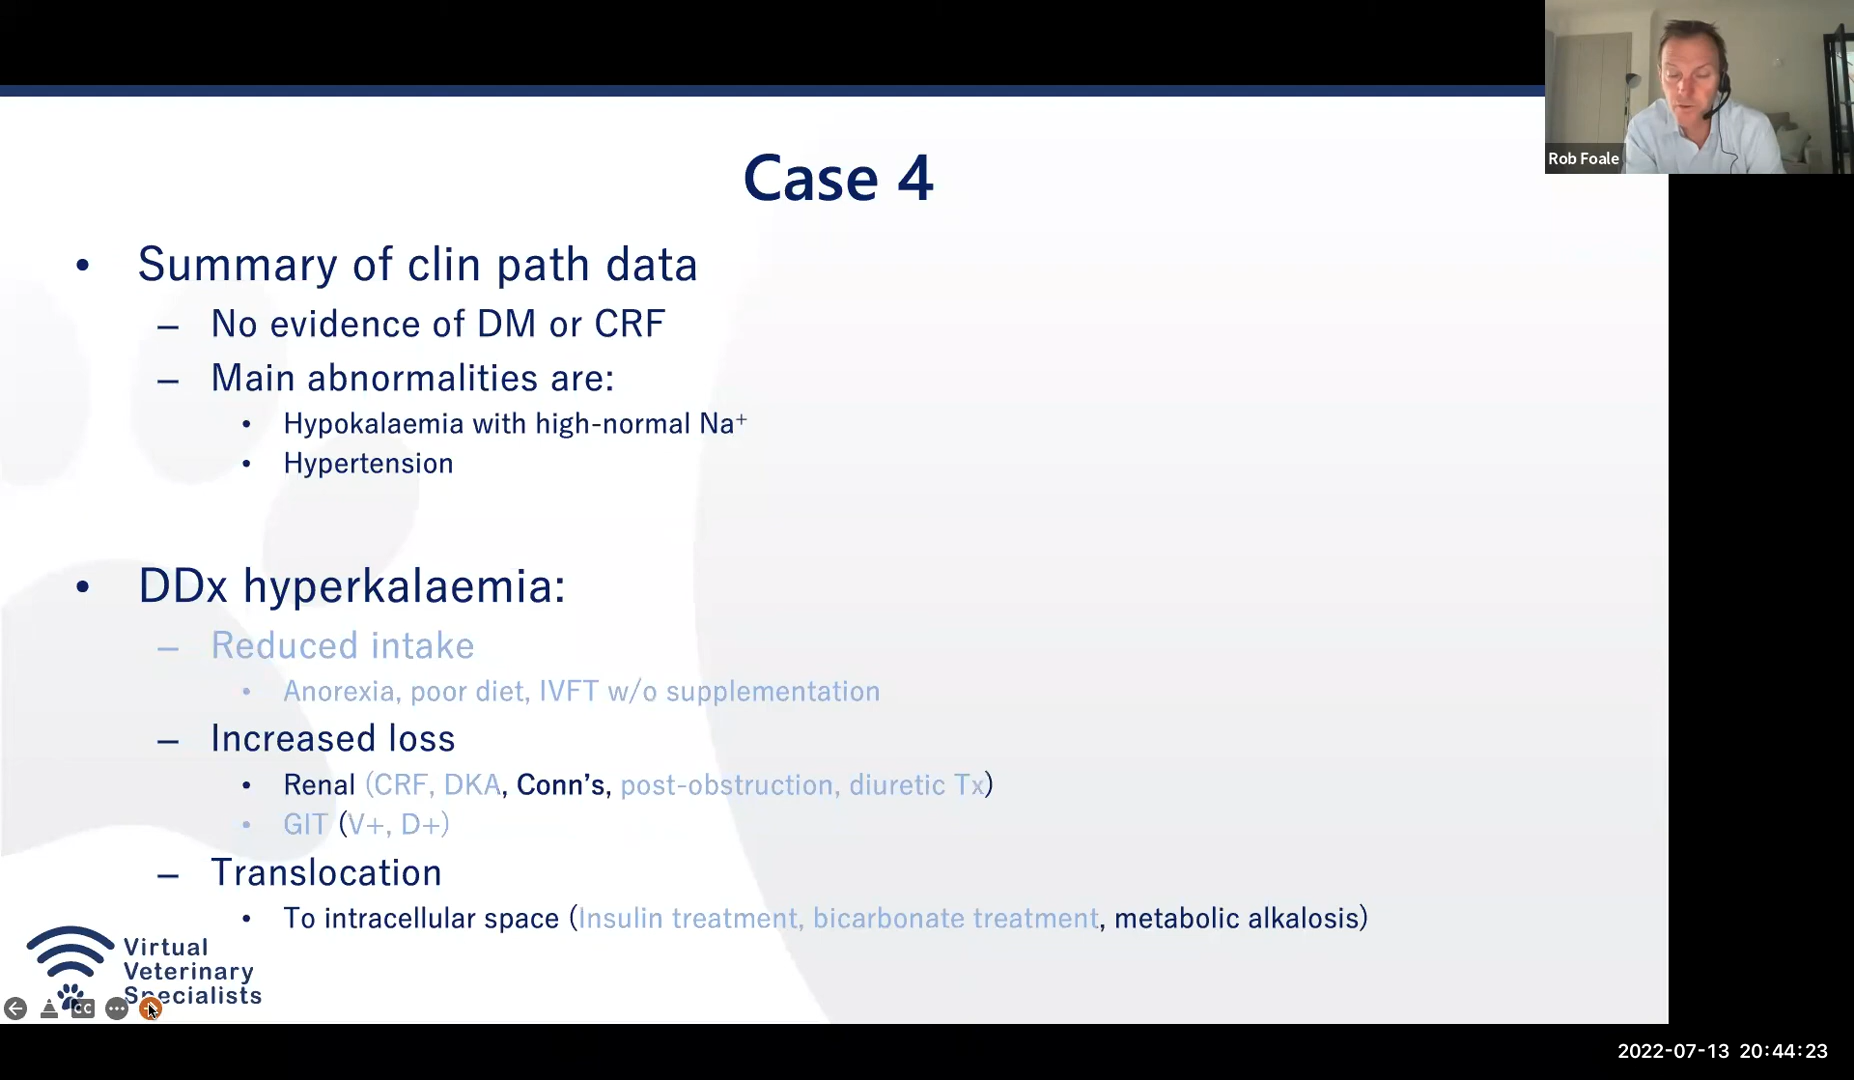 Rob Foale
Case 4
• Summary of clin path data
– No evidence of DM or CRF
– Main abnormalities are:
• Hypokalaemia with high-normal Na⁺
• Hypertension
• DDx hyperkalaemia:
– Reduced intake
• Anorexia, poor diet, IVFT w/o supplementation
– Increased loss
• Renal (CRF, DKA, Conn’s, post-obstruction, diuretic Tx)
• GIT (V+, D+)
– Translocation
• To intracellular space (Insulin treatment, bicarbonate treatment, metabolic alkalosis)
Virtual
Veterinary
Specialists
CC
2022-07-13 20:44:23